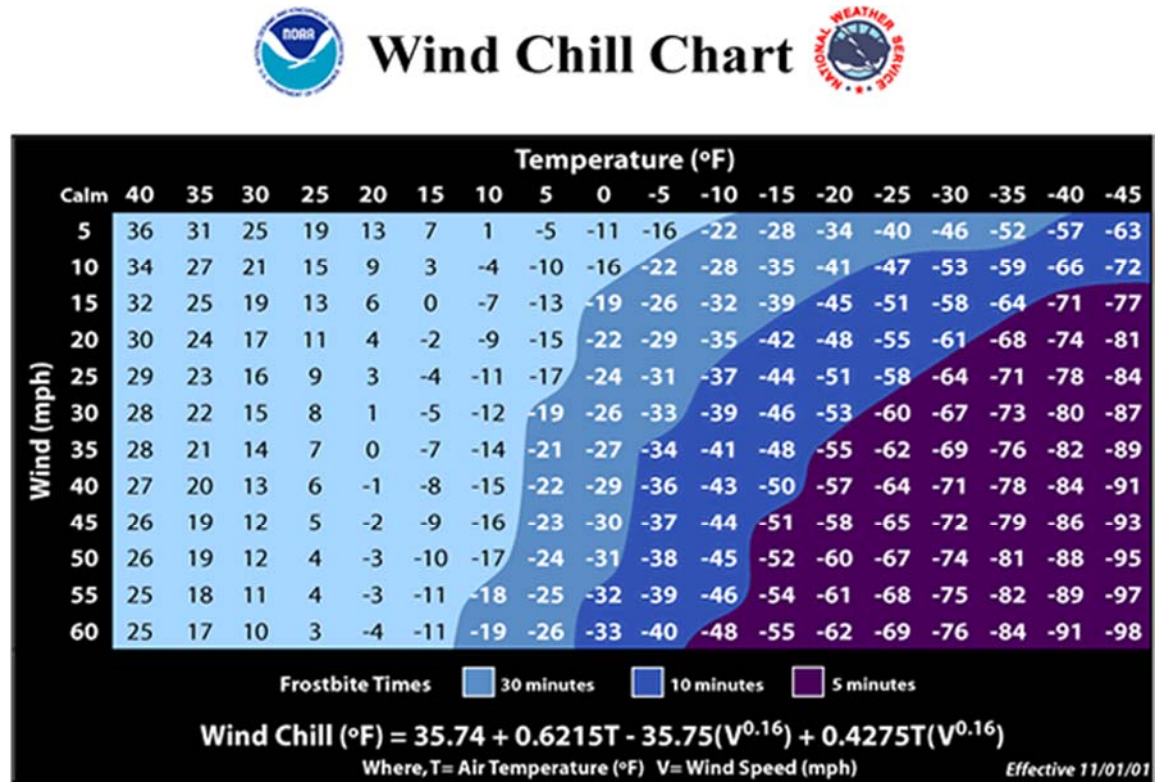 NOAA
NATIONAL OCEANIC AND ATMOSPHERIC ADMINISTRATION
U.S. DEPARTMENT OF COMMERCE
Wind Chill Chart
NATIONAL WEATHER SERVICE
Temperature (ºF)
Calm 40 35 30 25 20 15 10 5 0 -5 -10 -15 -20 -25 -30 -35 -40 -45
Wind (mph)
5 36 31 25 19 13 7 1 -5 -11 -16 -22 -28 -34 -40 -46 -52 -57 -63
10 34 27 21 15 9 3 -4 -10 -16 -22 -28 -35 -41 -47 -53 -59 -66 -72
15 32 25 19 13 6 0 -7 -13 -19 -26 -32 -39 -45 -51 -58 -64 -71 -77
20 30 24 17 11 4 -2 -9 -15 -22 -29 -35 -42 -48 -55 -61 -68 -74 -81
25 29 23 16 9 3 -4 -11 -17 -24 -31 -37 -44 -51 -58 -64 -71 -78 -84
30 28 22 15 8 1 -5 -12 -19 -26 -33 -39 -46 -53 -60 -67 -73 -80 -87
35 28 21 14 7 0 -7 -14 -21 -27 -34 -41 -48 -55 -62 -69 -76 -82 -89
40 27 20 13 6 -1 -8 -15 -22 -29 -36 -43 -50 -57 -64 -71 -78 -84 -91
45 26 19 12 5 -2 -9 -16 -23 -30 -37 -44 -51 -58 -65 -72 -79 -86 -93
50 26 19 12 4 -3 -10 -17 -24 -31 -38 -45 -52 -60 -67 -74 -81 -88 -95
55 25 18 11 4 -3 -11 -18 -25 -32 -39 -46 -54 -61 -68 -75 -82 -89 -97
60 25 17 10 3 -4 -11 -19 -26 -33 -40 -48 -55 -62 -69 -76 -84 -91 -98
Frostbite Times 30 minutes 10 minutes 5 minutes
Wind Chill (ºF) = 35.74 + 0.6215T - 35.75(V^0.16) + 0.4275T(V^0.16)
Where, T= Air Temperature (ºF) V= Wind Speed (mph) Effective 11/01/01